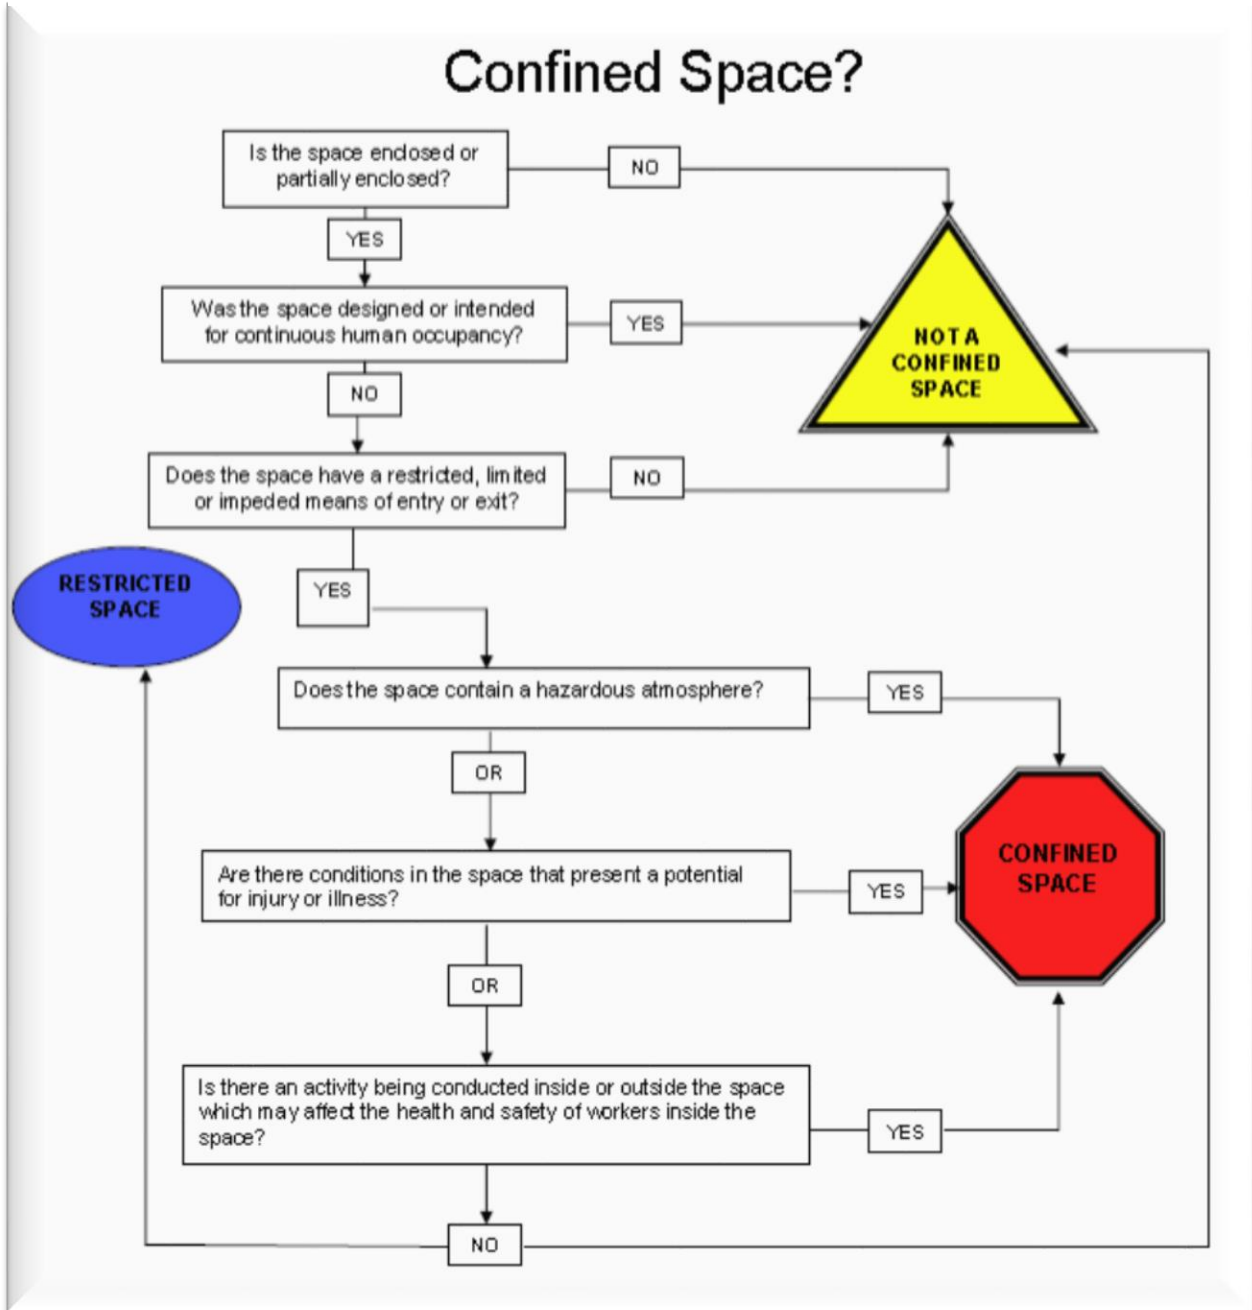 Confined Space?
Is the space enclosed or
partially enclosed?
NO
YES
Was the space designed or intended
for continuous human occupancy?
YES
NOT A
CONFINED
SPACE
NO
Does the space have a restricted, limited
or impeded means of entry or exit?
NO
RESTRICTED
SPACE
YES
Does the space contain a hazardous atmosphere?
YES
OR
CONFINED
SPACE
Are there conditions in the space that present a potential
for injury or illness?
YES
OR
Is there an activity being conducted inside or outside the space
which may affect the health and safety of workers inside the
space?
YES
NO